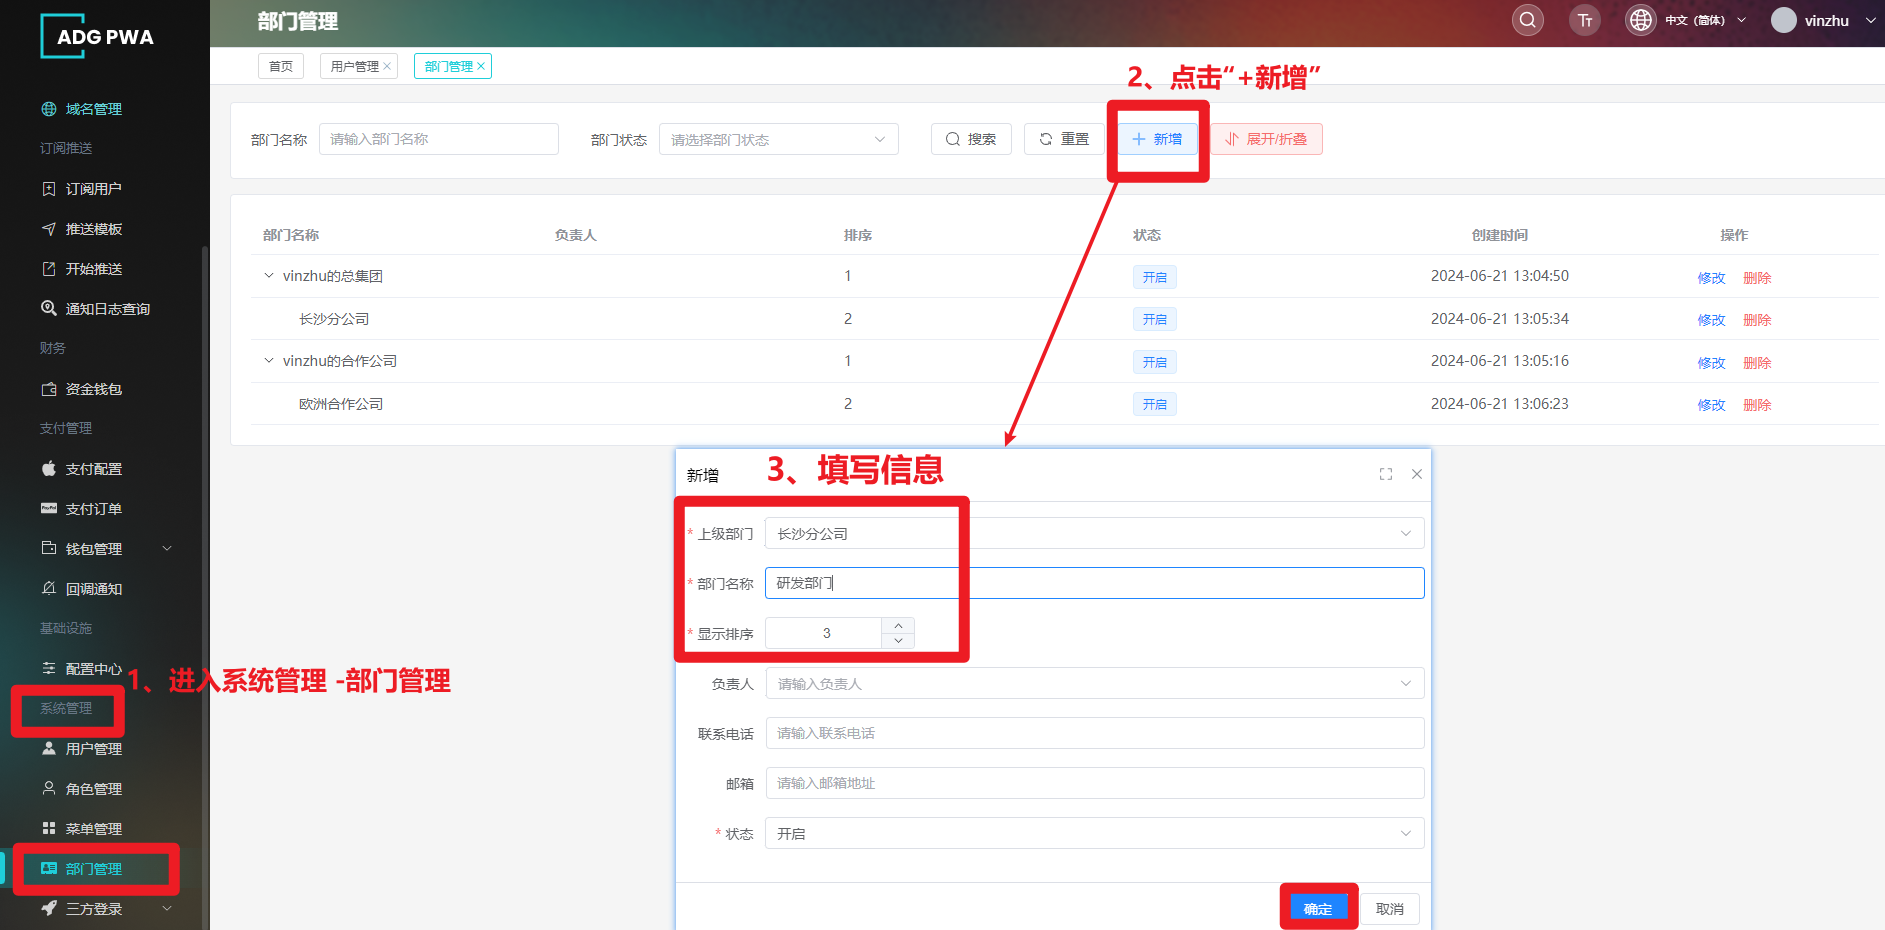 ADG PWA
部门管理
Tт
中文 (简体)
vinzhu
首页
用户管理
部门管理
2、点击“+新增”
域名管理
订阅推送
订阅用户
推送模板
开始推送
通知日志查询
财务
资金钱包
支付管理
支付配置
PayPal
支付订单
钱包管理
回调通知
基础设施
配置中心
1、进入系统管理 -部门管理
系统管理
用户管理
角色管理
菜单管理
部门管理
三方登录
部门名称 请输入部门名称 部门状态 请选择部门状态 搜索 重置 新增 展开/折叠
部门名称 负责人 排序 状态 创建时间 操作
vinzhu的总集团 1 开启 2024-06-21 13:04:50 修改 删除
长沙分公司 2 开启 2024-06-21 13:05:34 修改 删除
vinzhu的合作公司 1 开启 2024-06-21 13:05:16 修改 删除
欧洲合作公司 2 开启 2024-06-21 13:06:23 修改 删除
新增
3、填写信息
* 上级部门 长沙分公司
* 部门名称 研发部门
* 显示排序 3
负责人 请输入负责人
联系电话 请输入联系电话
邮箱 请输入邮箱地址
* 状态 开启
确定 取消